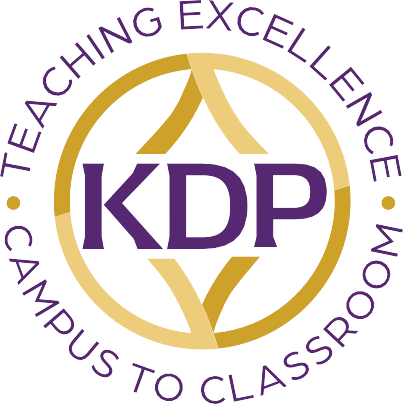 TEACHING EXCELLENCE
KDP
CAMPUS TO CLASSROOM